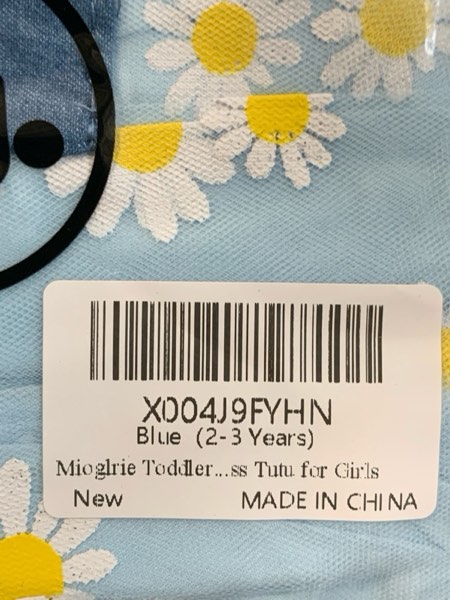 X004J9FYHN
Blue (2-3 Years)
Mioglrie Toddler...ss Tutu for Girls
New MADE IN CHINA